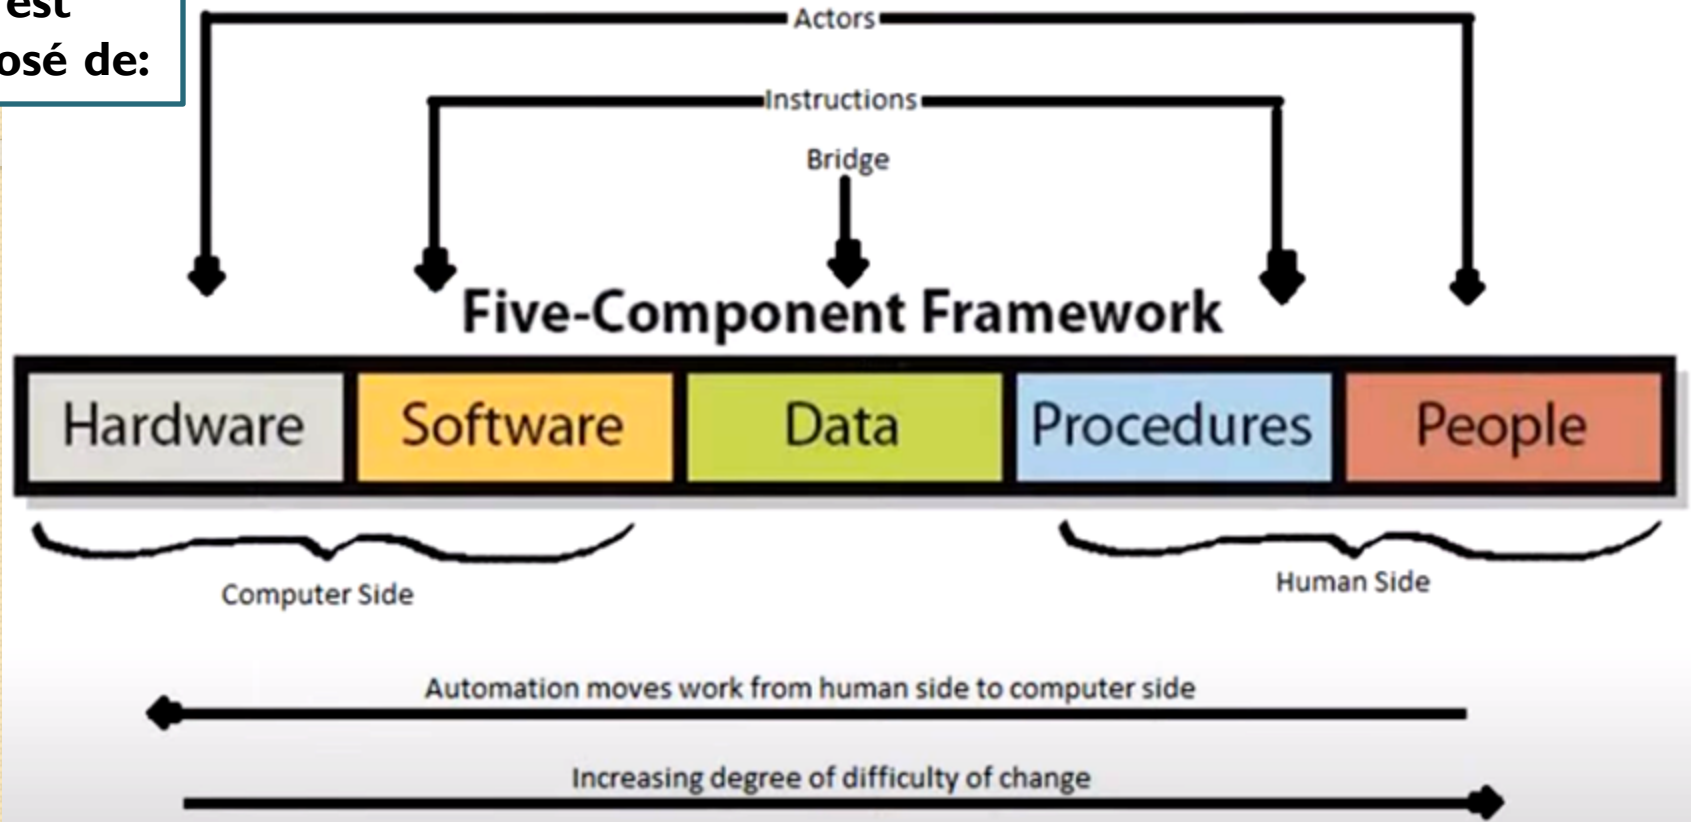 est
osé de:
Actors
Instructions
Bridge
Five-Component Framework
Hardware
Software
Data
Procedures
People
Computer Side
Human Side
Automation moves work from human side to computer side
Increasing degree of difficulty of change